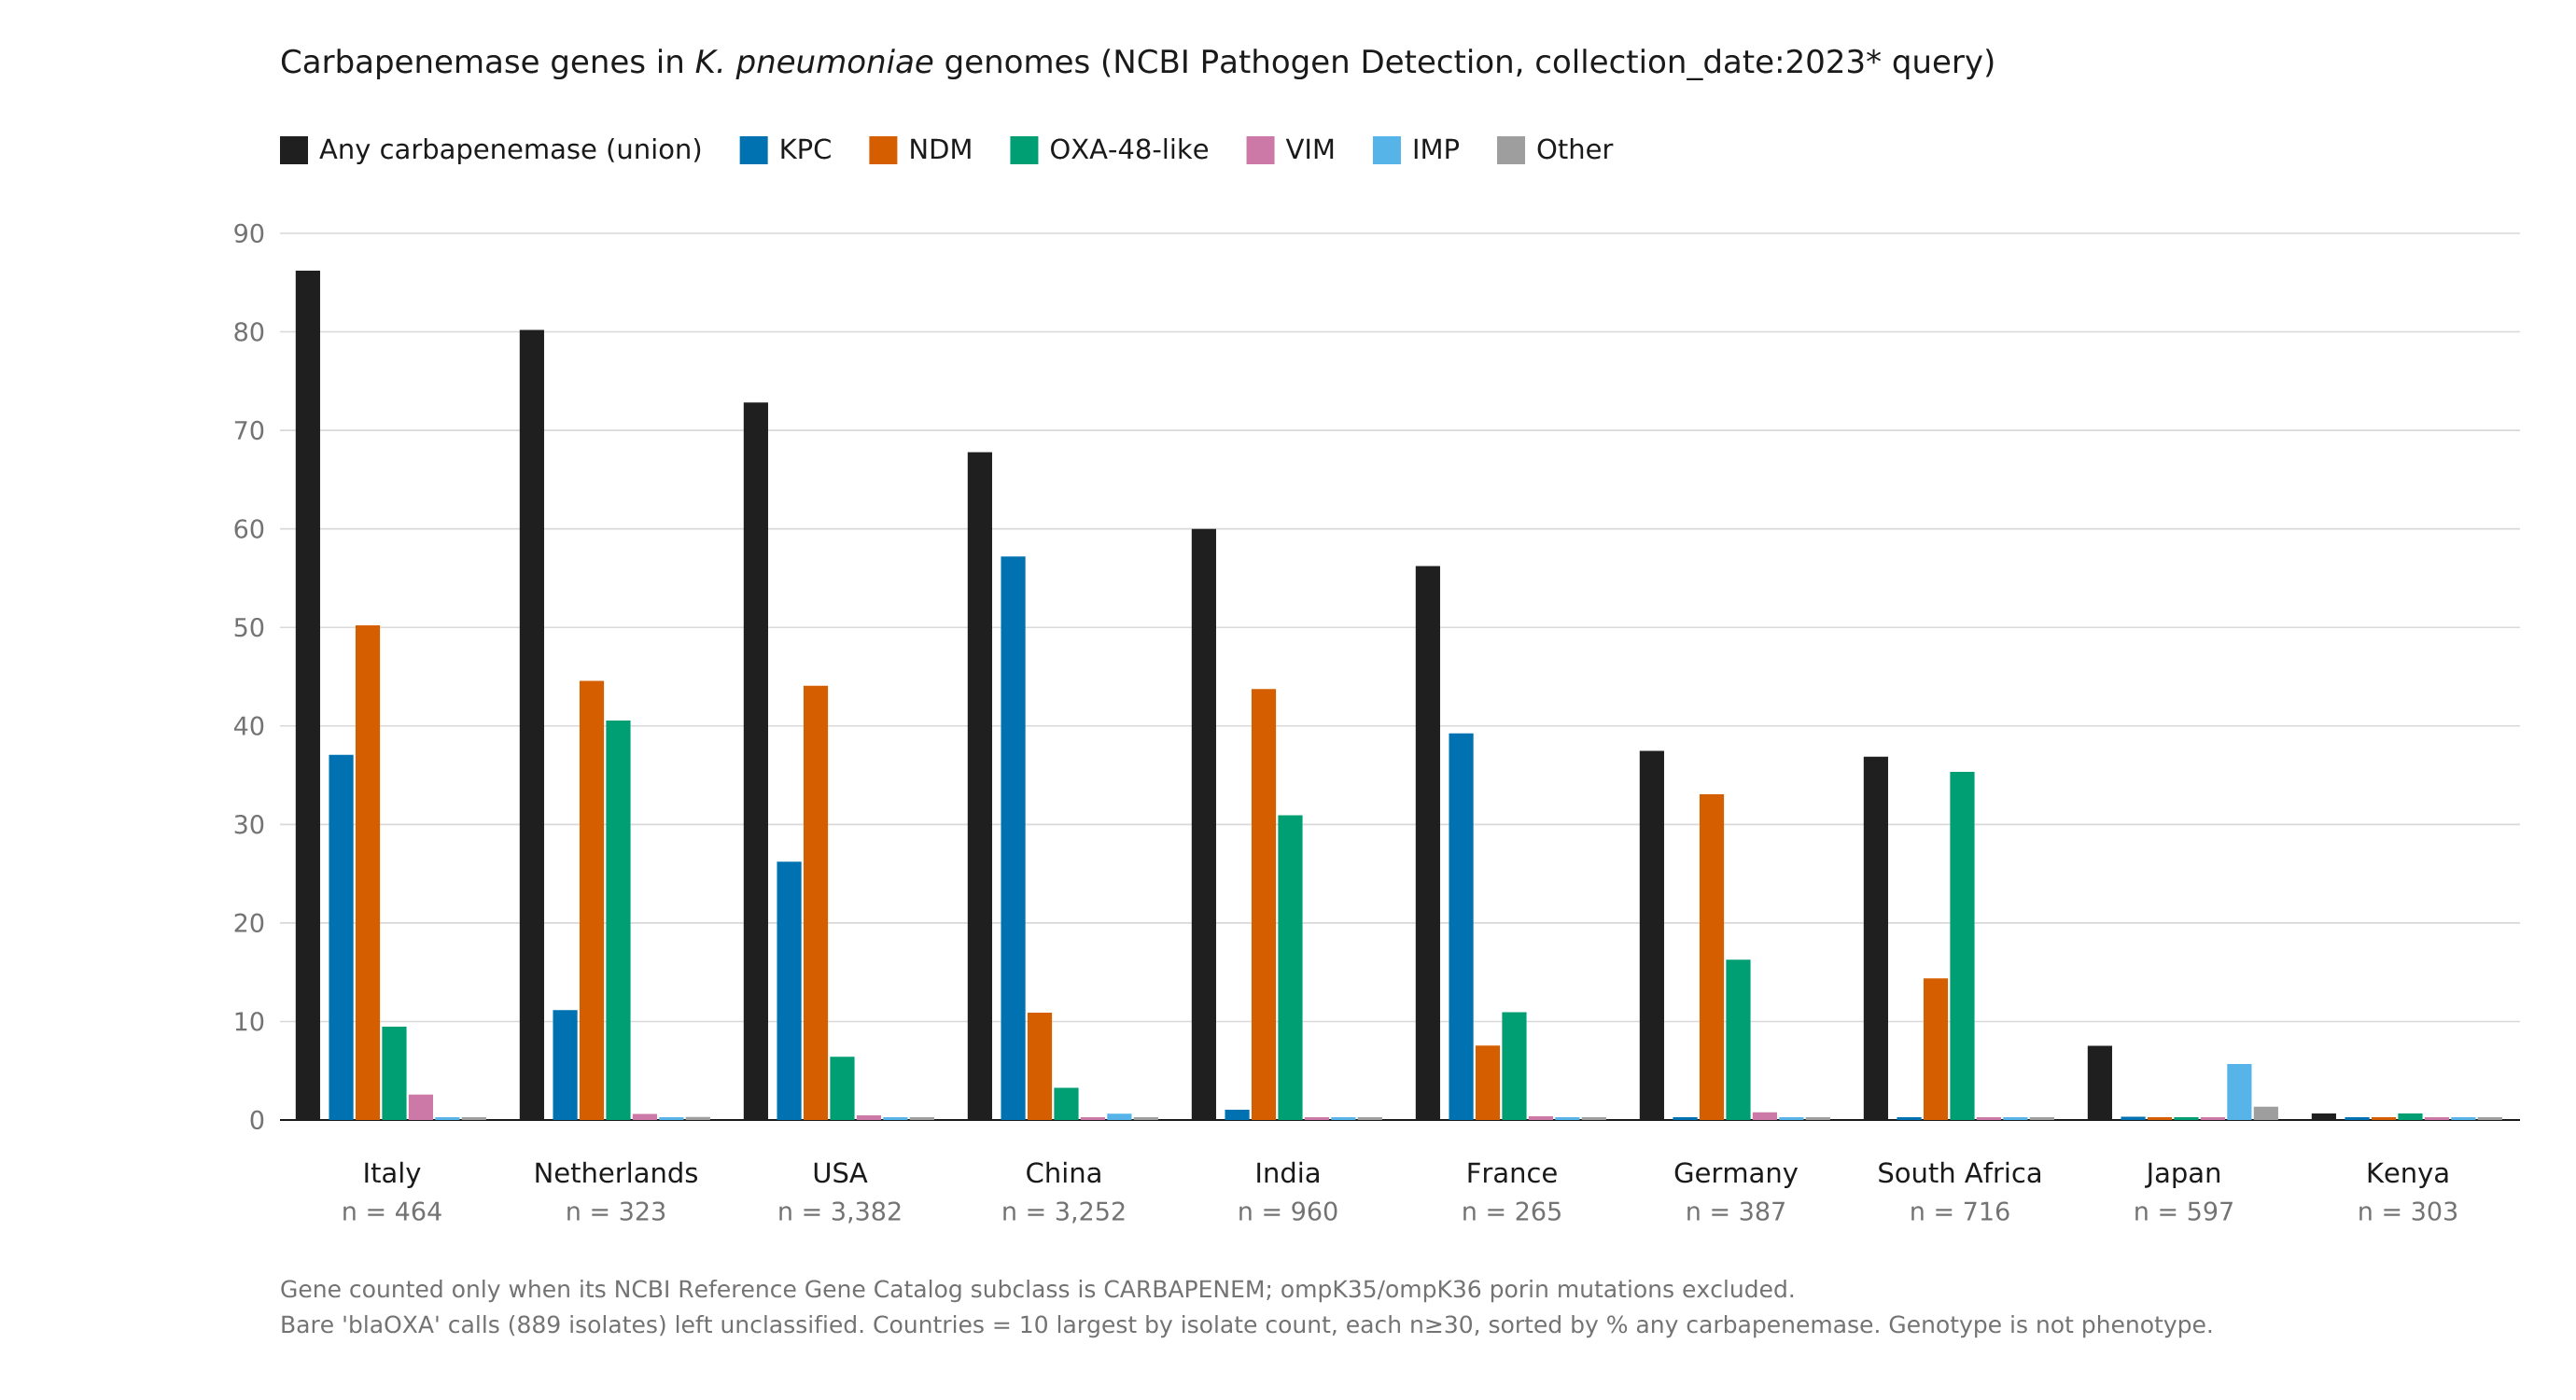 Carbapenemase genes in K. pneumoniae genomes (NCBI Pathogen Detection, collection_date:2023* query)
Any carbapenemase (union) KPC NDM OXA-48-like VIM IMP Other
90
80
70
60
50
40
30
20
10
0
Italy Netherlands USA China India France Germany South Africa Japan Kenya
n = 464 n = 323 n = 3,382 n = 3,252 n = 960 n = 265 n = 387 n = 716 n = 597 n = 303
Gene counted only when its NCBI Reference Gene Catalog subclass is CARBAPENEM; ompK35/ompK36 porin mutations excluded.
Bare 'blaOXA' calls (889 isolates) left unclassified. Countries = 10 largest by isolate count, each n≥30, sorted by % any carbapenemase. Genotype is not phenotype.